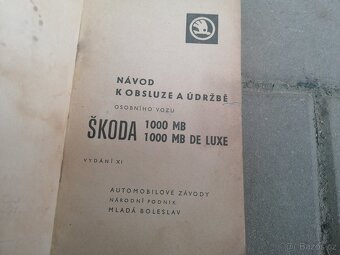 NÁVOD
K OBSLUZE A ÚDRŽBĚ
OSOBNÍHO VOZU
ŠKODA 1000 MB
1000 MB DE LUXE
VYDÁNÍ XI
AUTOMOBILOVÉ ZÁVODY
NÁRODNÍ PODNIK
MLADÁ BOLESLAV